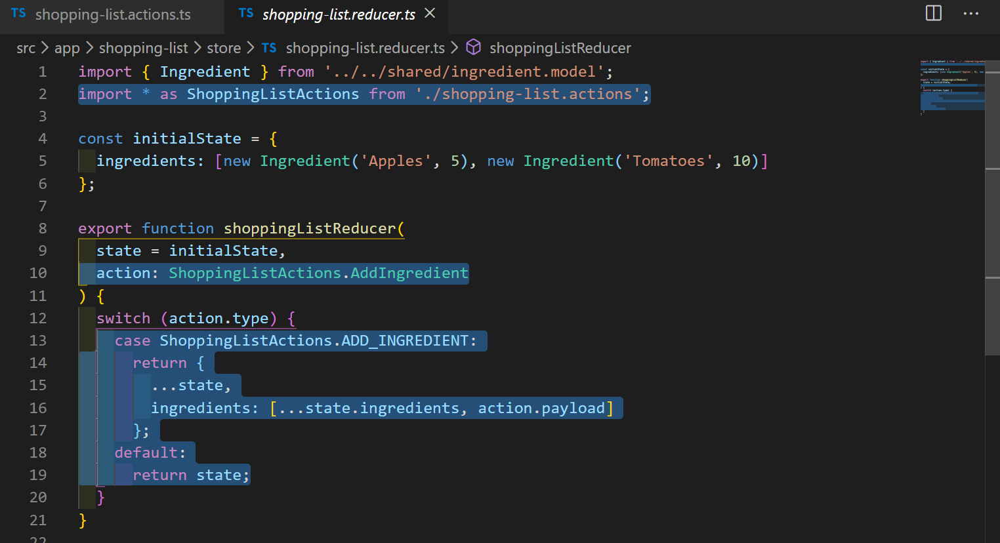 TS shopping-list.actions.ts TS shopping-list.reducer.ts
src > app > shopping-list > store > TS shopping-list.reducer.ts > shoppingListReducer
1 import { Ingredient } from '../../shared/ingredient.model';
2 import * as ShoppingListActions from './shopping-list.actions';
3
4 const initialState = {
5   ingredients: [new Ingredient('Apples', 5), new Ingredient('Tomatoes', 10)]
6 };
7
8 export function shoppingListReducer(
9   state = initialState,
10   action: ShoppingListActions.AddIngredient
11 ) {
12   switch (action.type) {
13     case ShoppingListActions.ADD_INGREDIENT:
14       return {
15         ...state,
16         ingredients: [...state.ingredients, action.payload]
17       };
18     default:
19       return state;
20   }
21 }
22